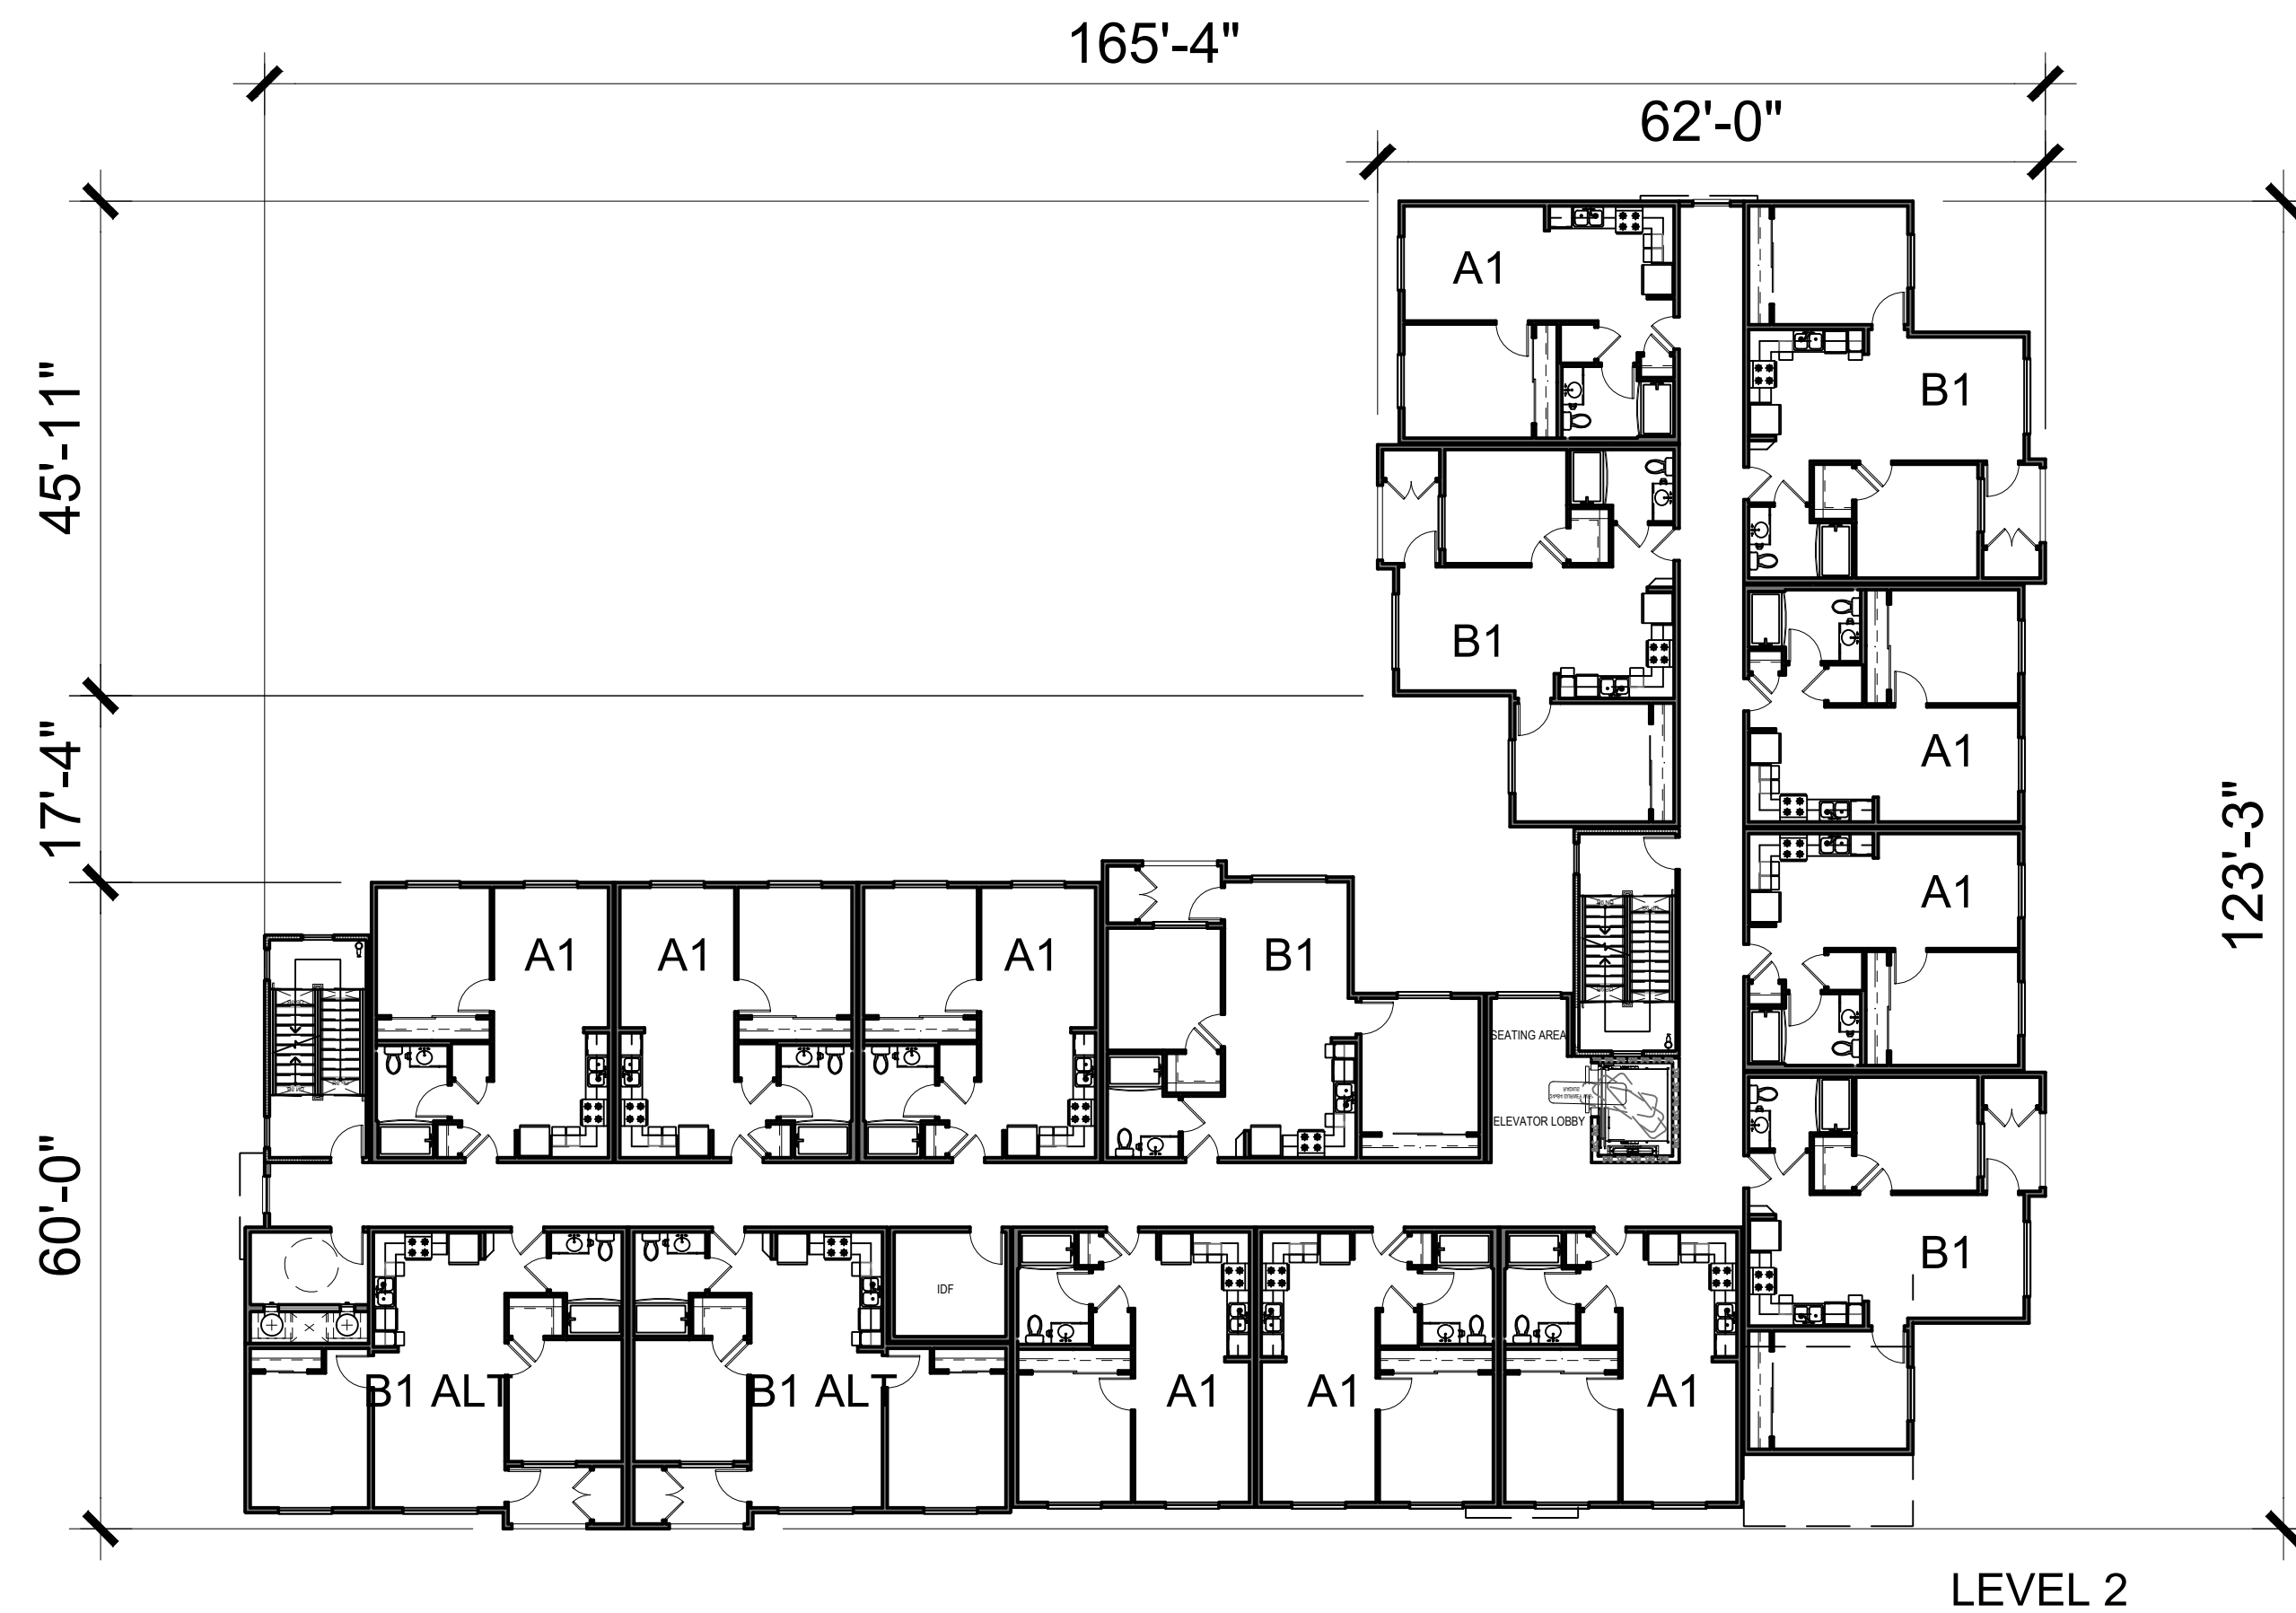 165'-4"
62'-0"
A1
45'-11"
B1
B1
17'-4"
A1
123'-3"
A1
A1
A1
A1
B1
SEATING AREA
ELEVATOR LOBBY
60'-0"
B1
IDF
B1 ALT
B1 ALT
A1
A1
A1
LEVEL 2